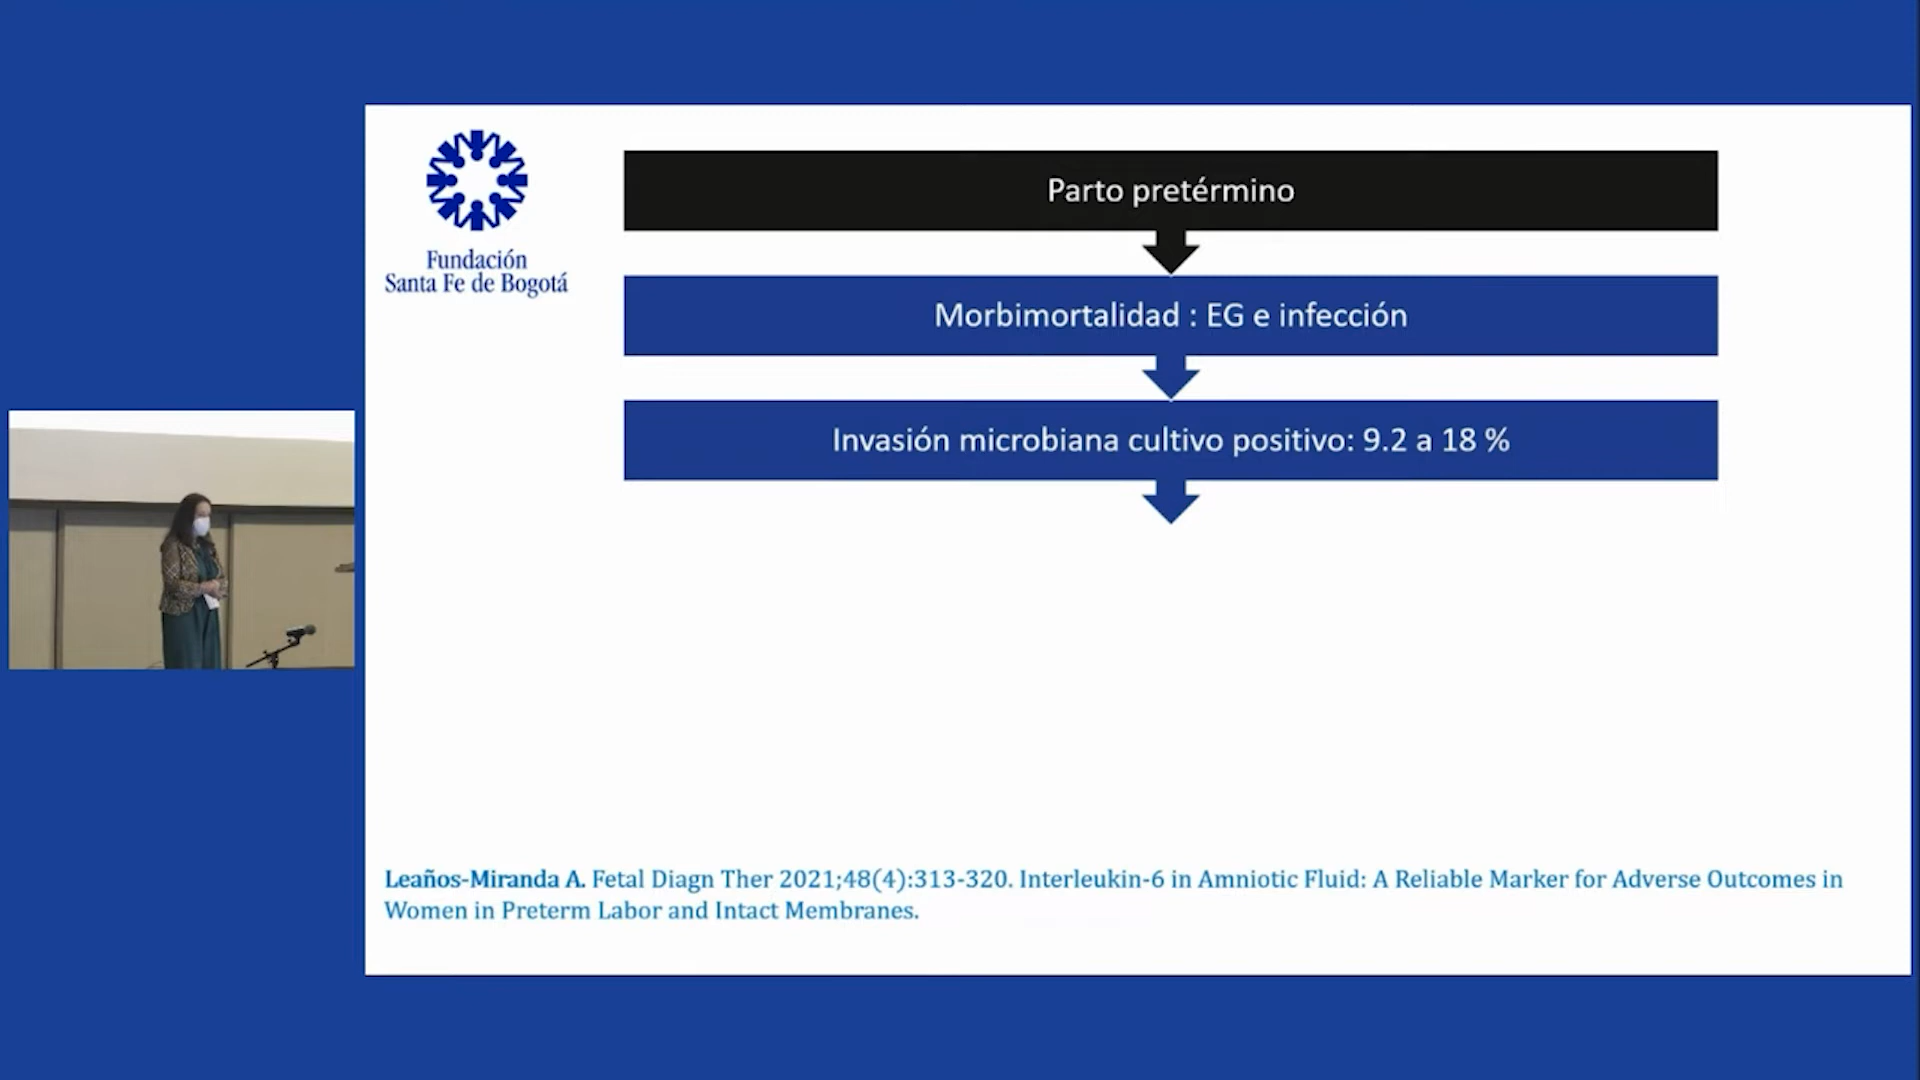 Fundación
Santa Fe de Bogotá
Parto pretérmino
Morbimortalidad : EG e infección
Invasión microbiana cultivo positivo: 9.2 a 18 %
Leaños-Miranda A. Fetal Diagn Ther 2021;48(4):313-320. Interleukin-6 in Amniotic Fluid: A Reliable Marker for Adverse Outcomes in
Women in Preterm Labor and Intact Membranes.